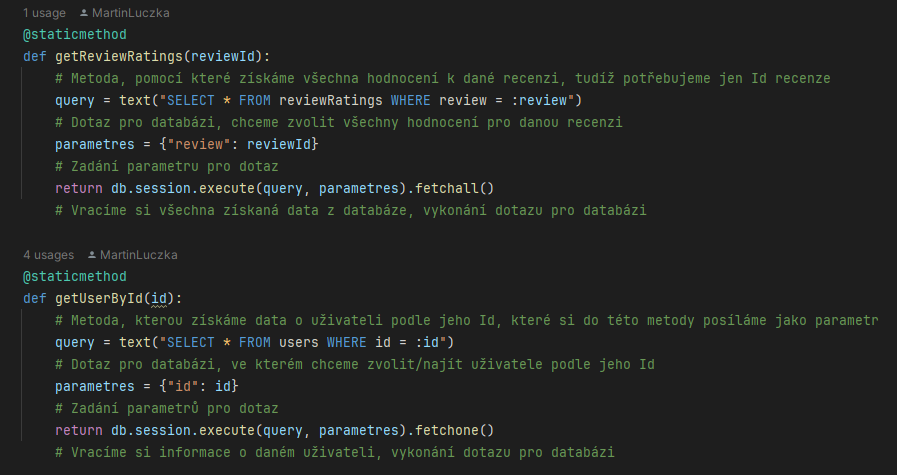 1 usage MartinLuczka
@staticmethod
def getReviewRatings(reviewId):
    # Metoda, pomocí které získáme všechna hodnocení k dané recenzi, tudíž potřebujeme jen Id recenze
    query = text("SELECT * FROM reviewRatings WHERE review = :review")
    # Dotaz pro databázi, chceme zvolit všechny hodnocení pro danou recenzi
    parametres = {"review": reviewId}
    # Zadání parametru pro dotaz
    return db.session.execute(query, parametres).fetchall()
    # Vracíme si všechna získaná data z databáze, vykonání dotazu pro databázi
4 usages MartinLuczka
@staticmethod
def getUserById(id):
    # Metoda, kterou získáme data o uživateli podle jeho Id, které si do této metody posíláme jako parametr
    query = text("SELECT * FROM users WHERE id = :id")
    # Dotaz pro databázi, ve kterém chceme zvolit/najít uživatele podle jeho Id
    parametres = {"id": id}
    # Zadání parametrů pro dotaz
    return db.session.execute(query, parametres).fetchone()
    # Vracíme si informace o daném uživateli, vykonání dotazu pro databázi